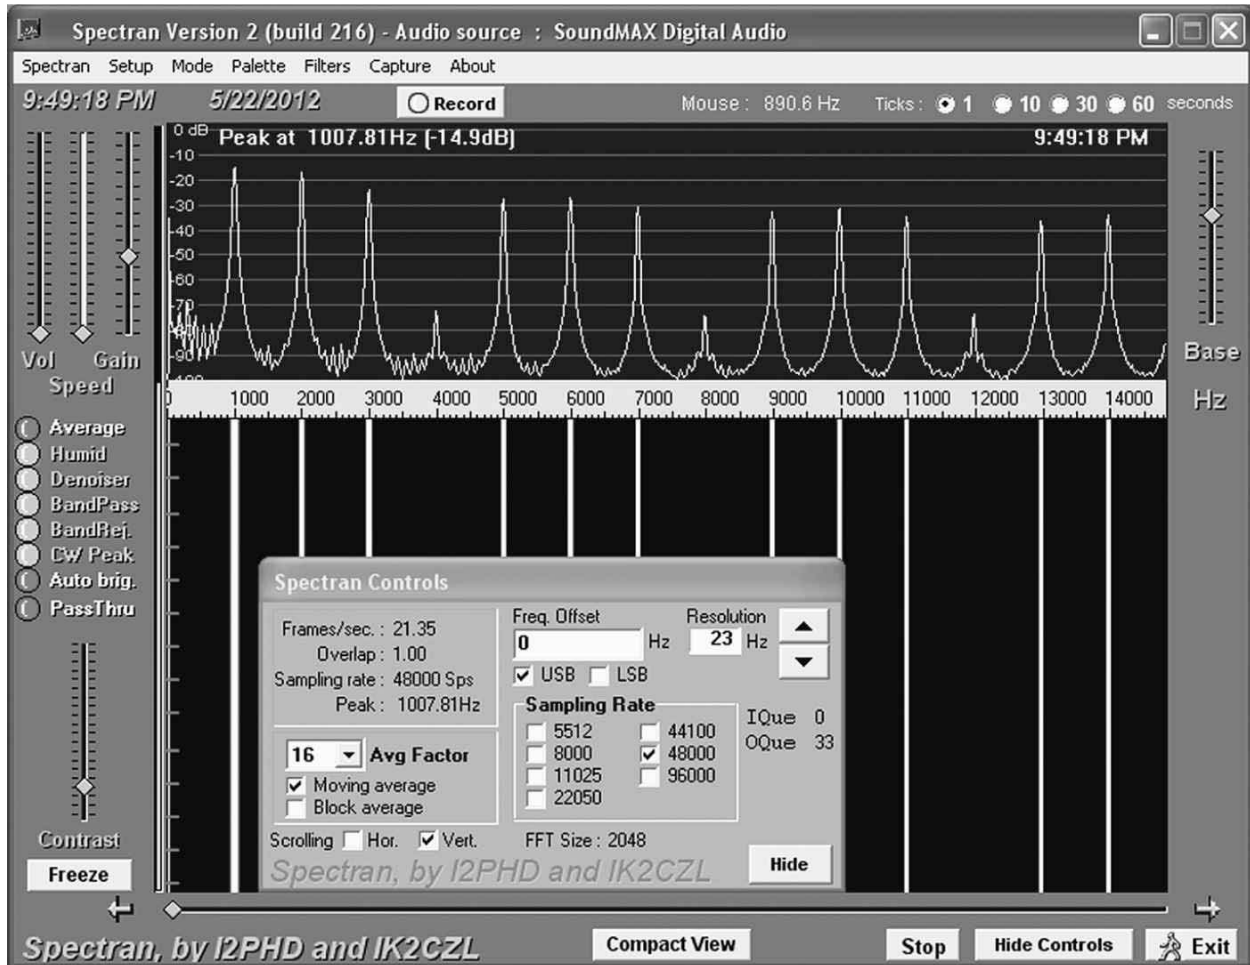 Spectran Version 2 (build 216) - Audio source : SoundMAX Digital Audio
Spectran Setup Mode Palette Filters Capture About
9:49:18 PM 5/22/2012 Record Mouse : 890.6 Hz Ticks : 1 10 30 60 seconds
0 dB Peak at 1007.81Hz [-14.9dB] 9:49:18 PM
-10
-20
-30
-40
-50
-60
-70
-80
-90
-100
Vol Gain
Speed
Base
0 1000 2000 3000 4000 5000 6000 7000 8000 9000 10000 11000 12000 13000 14000 Hz
Average
Humid
Denoiser
BandPass
BandRej.
CW Peak
Auto brig.
PassThru
Contrast
Freeze
Spectran Controls
Frames/sec. : 21.35
Overlap : 1.00
Sampling rate : 48000 Sps
Peak : 1007.81Hz
16 Avg Factor
Moving average
Block average
Scrolling Hor. Vert.
Freq. Offset
0 Hz
USB LSB
Resolution
23 Hz
Sampling Rate
5512 44100
8000 48000
11025 96000
22050
IQue 0
OQue 33
FFT Size : 2048
Spectran, by I2PHD and IK2CZL
Hide
Spectran, by I2PHD and IK2CZL
Compact View
Stop
Hide Controls
Exit